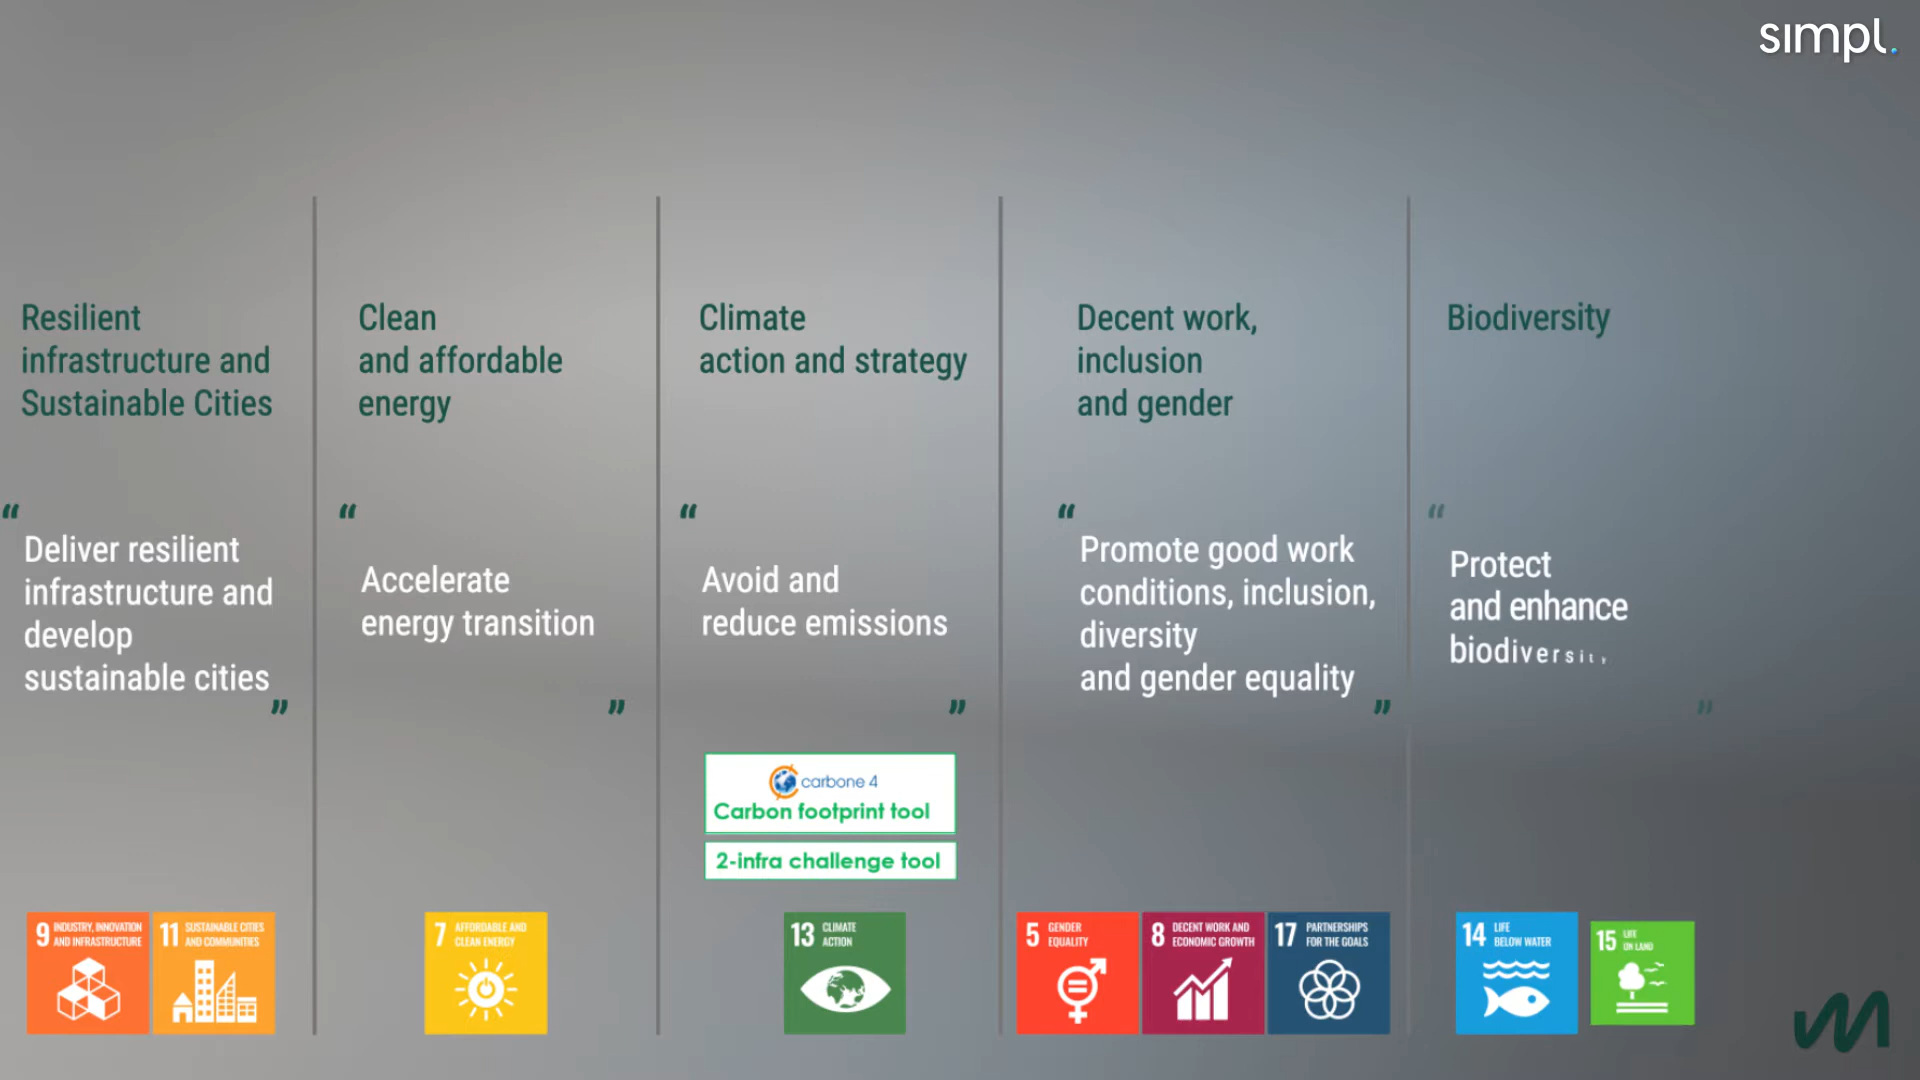 simpl.
Resilient
infrastructure and
Sustainable Cities
“
Deliver resilient
infrastructure and
develop
sustainable cities
”
9 INDUSTRY, INNOVATION
AND INFRASTRUCTURE
11 SUSTAINABLE CITIES
AND COMMUNITIES
Clean
and affordable
energy
“
Accelerate
energy transition
”
7 AFFORDABLE AND
CLEAN ENERGY
Climate
action and strategy
“
Avoid and
reduce emissions
”
carbone 4
Carbon footprint tool
2-infra challenge tool
13 CLIMATE
ACTION
Decent work,
inclusion
and gender
“
Promote good work
conditions, inclusion,
diversity
and gender equality
”
5 GENDER
EQUALITY
8 DECENT WORK AND
ECONOMIC GROWTH
17 PARTNERSHIPS
FOR THE GOALS
Biodiversity
“
Protect
and enhance
biodiversity
”
14 LIFE
BELOW WATER
15 LIFE
ON LAND